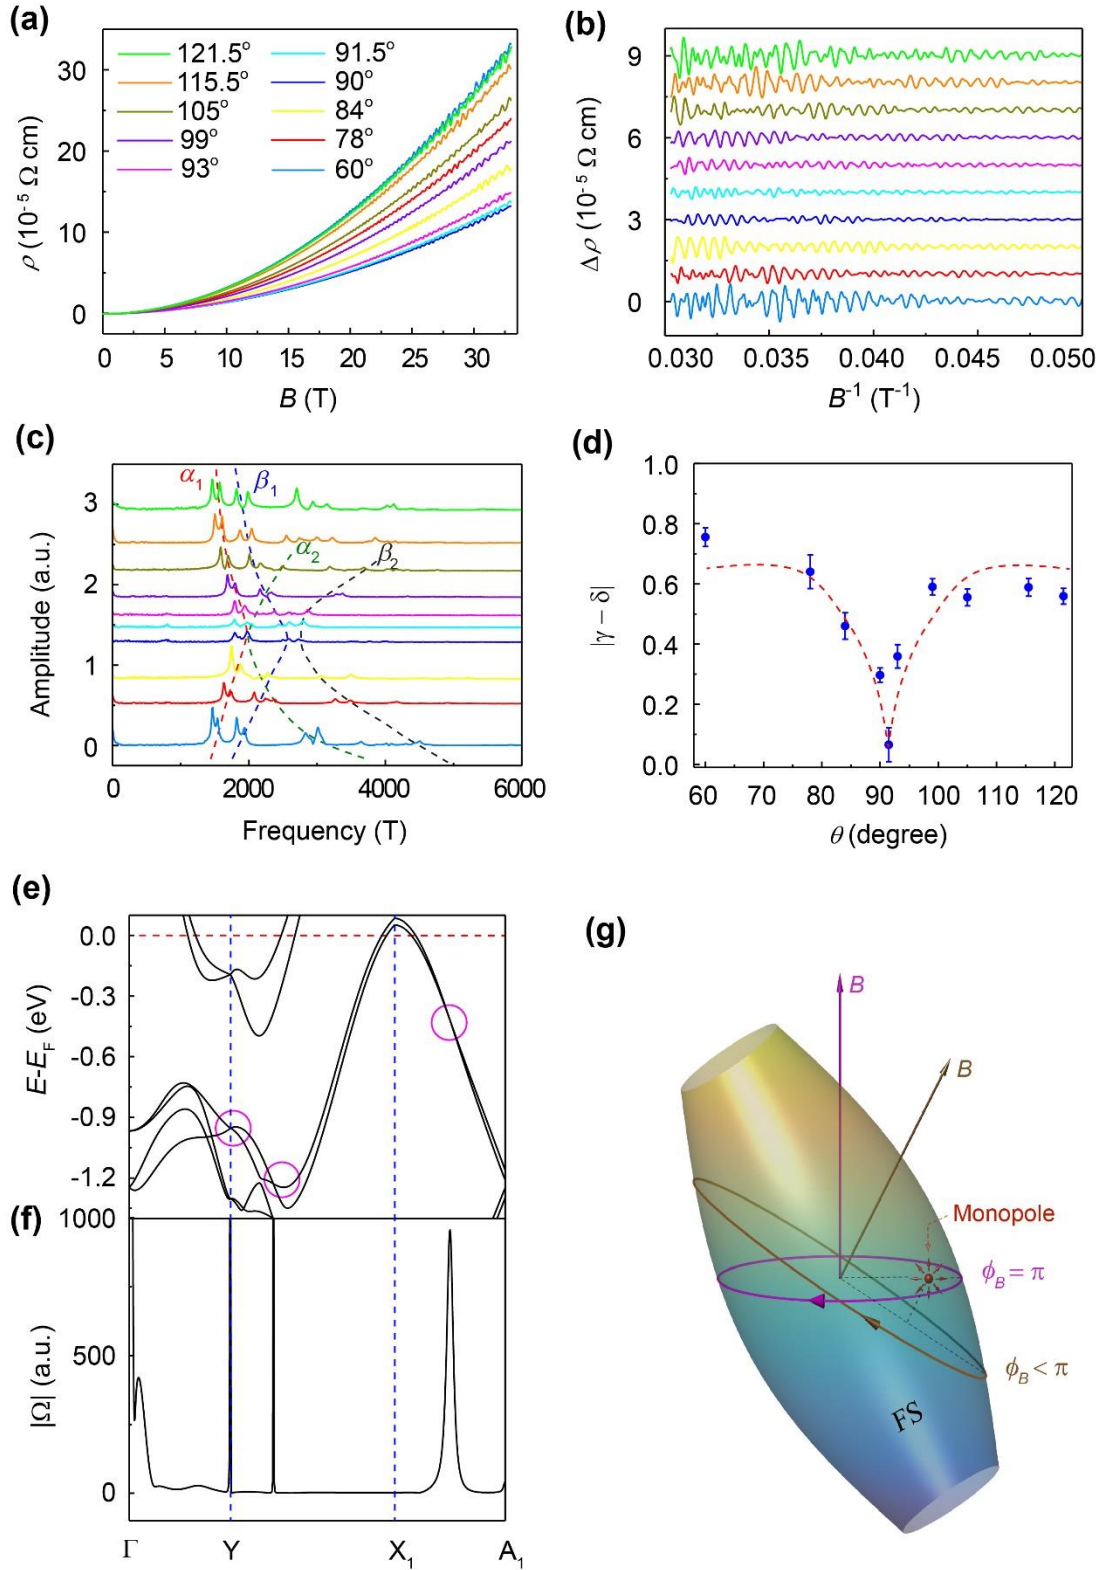 (a)
121.5°
91.5°
115.5°
90°
105°
84°
99°
78°
93°
60°
30
20
10
0
ρ (10⁻⁵ Ω cm)
0 5 10 15 20 25 30
B (T)
(b)
9
6
3
0
Δρ (10⁻⁵ Ω cm)
0.030 0.035 0.040 0.045 0.050
B⁻¹ (T⁻¹)
(c)
α₁
β₁
α₂
β₂
3
2
1
0
Amplitude (a.u.)
0 2000 4000 6000
Frequency (T)
(d)
1.0
0.8
0.6
0.4
0.2
0.0
|γ − δ|
60 70 80 90 100 110 120
θ (degree)
(e)
0.0
-0.3
-0.6
-0.9
-1.2
E-E_F (eV)
(f)
1000
500
0
|Ω| (a.u.)
Γ Y X₁ A₁
(g)
B
B
Monopole
ϕ_B = π
ϕ_B < π
FS